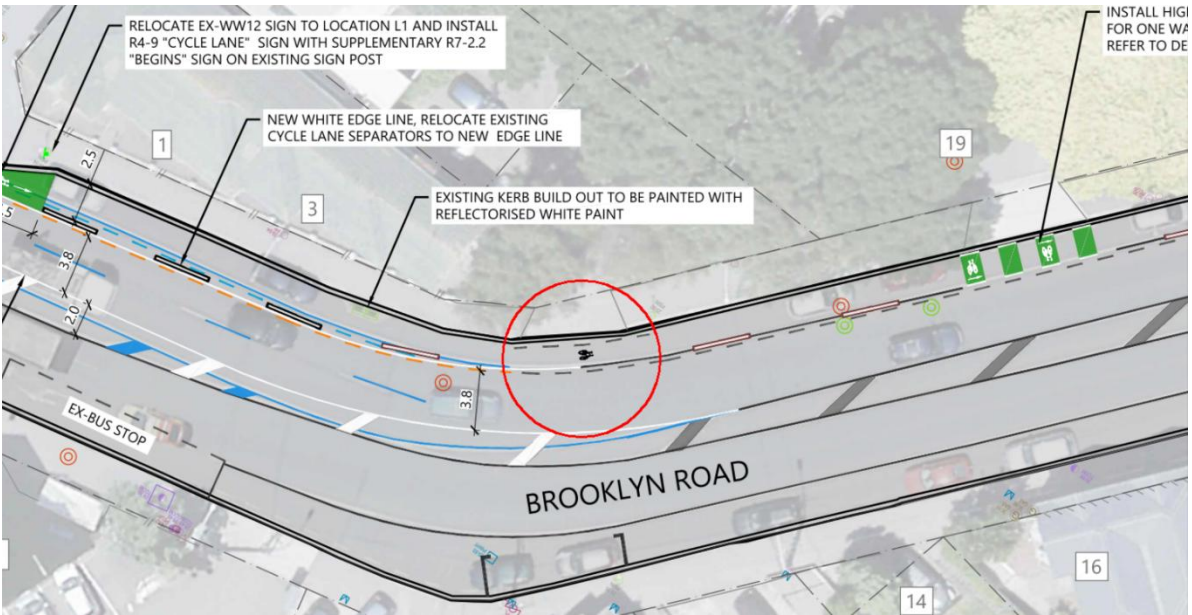 RELOCATE EX-WW12 SIGN TO LOCATION L1 AND INSTALL
R4-9 "CYCLE LANE" SIGN WITH SUPPLEMENTARY R7-2.2
"BEGINS" SIGN ON EXISTING SIGN POST
INSTALL HIG
FOR ONE WA
REFER TO DE
NEW WHITE EDGE LINE, RELOCATE EXISTING
CYCLE LANE SEPARATORS TO NEW EDGE LINE
1
19
2.5
EXISTING KERB BUILD OUT TO BE PAINTED WITH
REFLECTORISED WHITE PAINT
3
.5
3.8
2.0
3.8
EX-BUS STOP
BROOKLYN ROAD
16
14